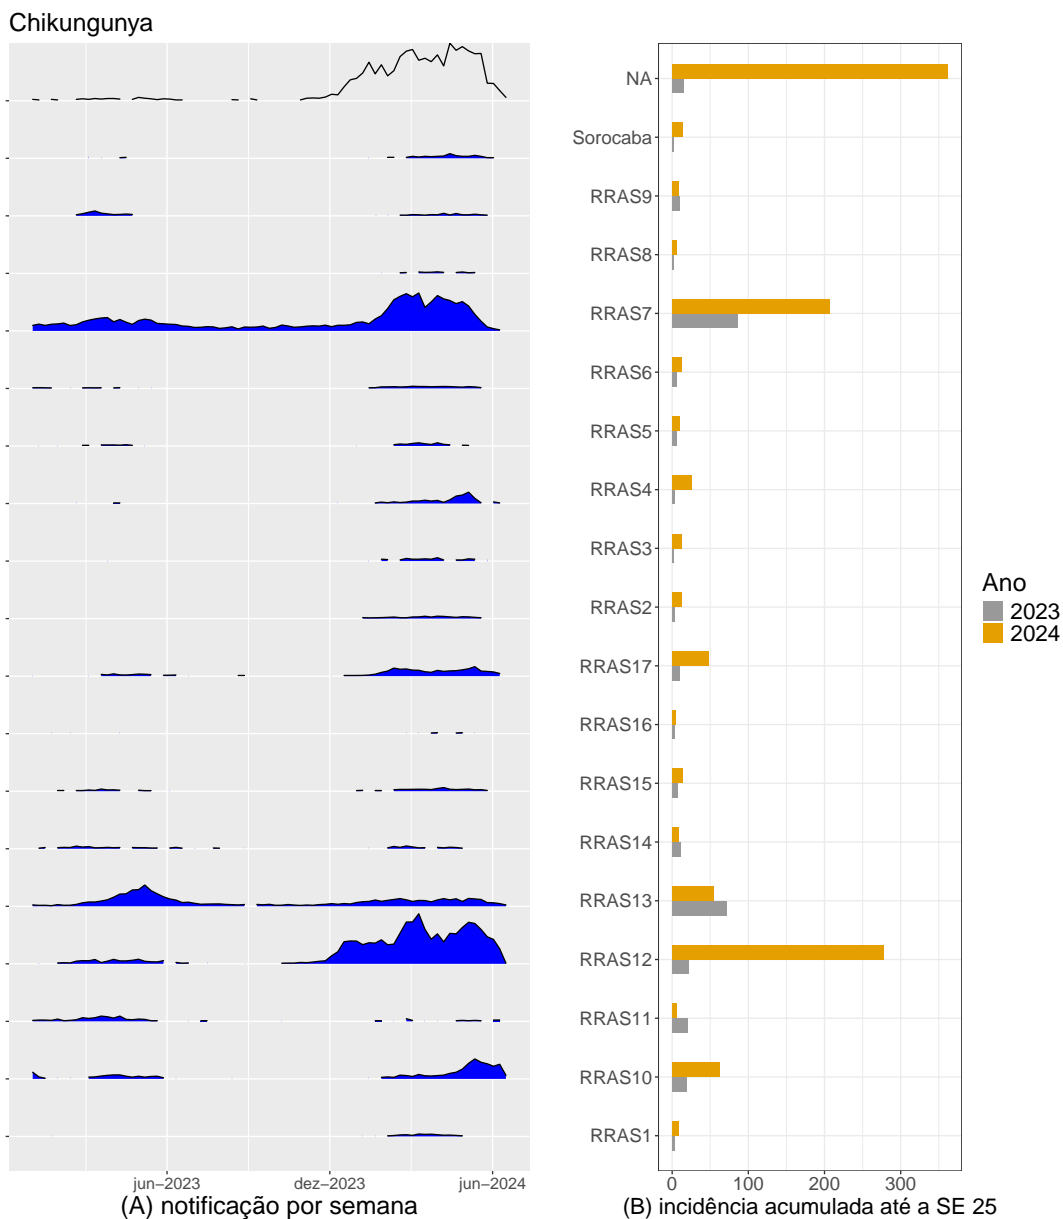 Chikungunya
NA
Sorocaba
RRAS9
RRAS8
RRAS7
RRAS6
RRAS5
RRAS4
RRAS3
RRAS2
RRAS17
RRAS16
RRAS15
RRAS14
RRAS13
RRAS12
RRAS11
RRAS10
RRAS1
jun–2023 dez–2023 jun–2024
(A) notificação por semana
0 100 200 300
(B) incidência acumulada até a SE 25
Ano
2023
2024